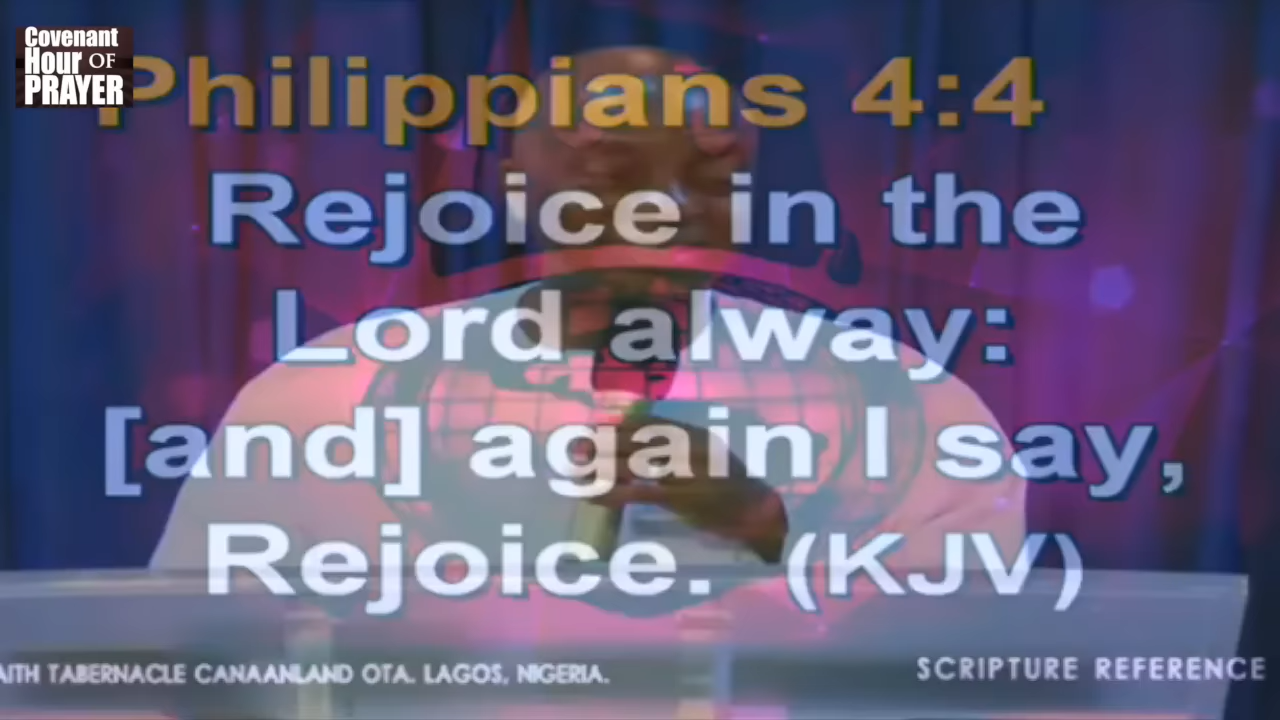 Covenant
Hour OF
PRAYER
Philippians 4:4
Rejoice in the
Lord alway:
[and] again I say,
Rejoice. (KJV)
AITH TABERNACLE CANAANLAND OTA. LAGOS, NIGERIA.
SCRIPTURE REFERENCE